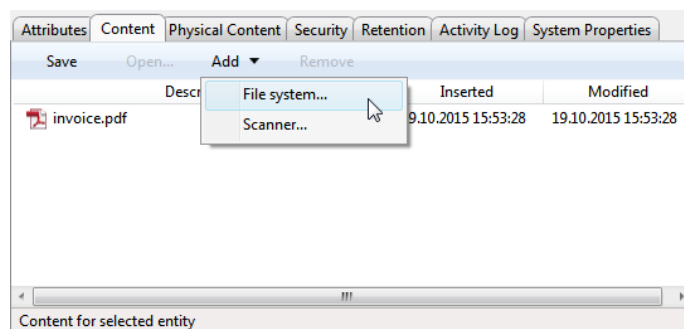 Attributes Content Physical Content Security Retention Activity Log System Properties
Save Open... Add Remove
Descr Inserted Modified
File system...
invoice.pdf 9.10.2015 15:53:28 19.10.2015 15:53:28
Scanner...
Content for selected entity